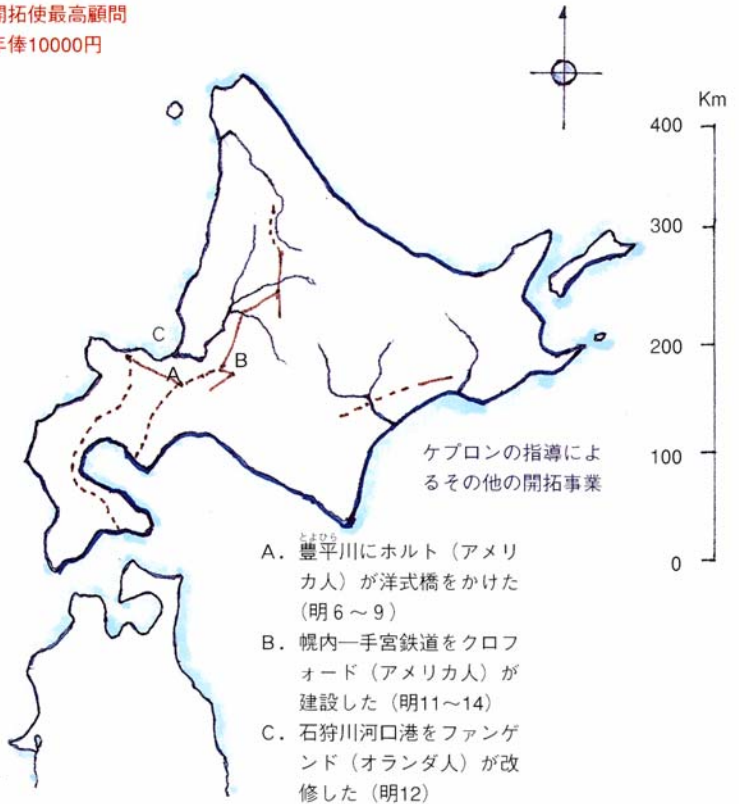 開拓使最高顧問
年俸10000円
Km
400
300
200
100
0
C
A
B
ケプロンの指導によ
るその他の開拓事業
とよひら
A．豊平川にホルト（アメリ
カ人）が洋式橋をかけた
（明6～9）
B．幌内―手宮鉄道をクロフ
ォード（アメリカ人）が
建設した（明11～14）
C．石狩川河口港をファンゲ
ンド（オランダ人）が改
修した（明12）